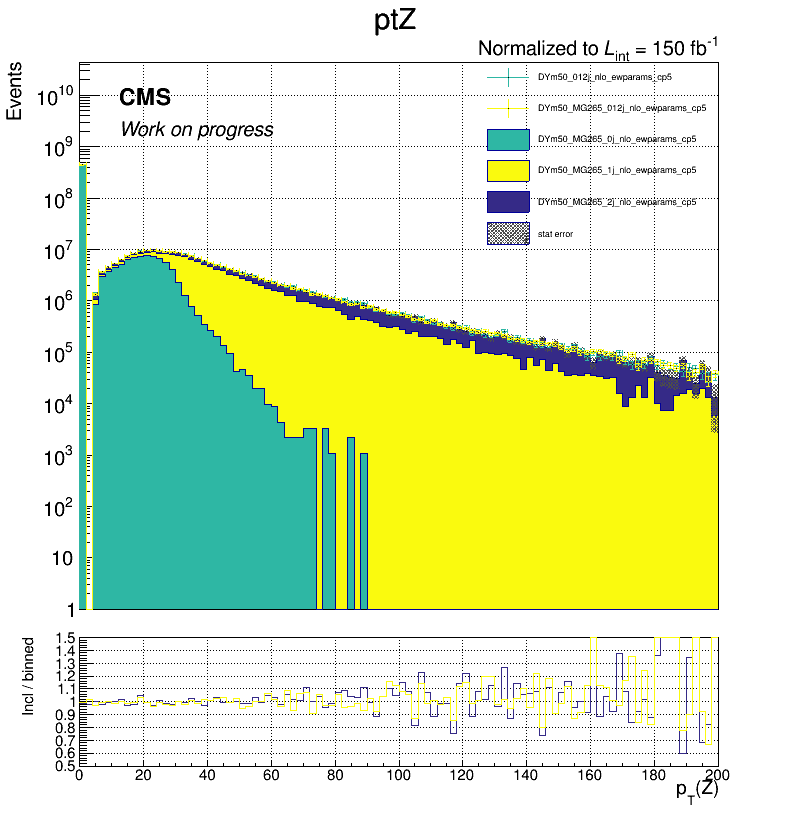 ptZ
Normalized to L_int = 150 fb^-1
Events
CMS
Work on progress
DYm50_012j_nlo_ewparams_cp5
DYm50_MG265_012j_nlo_ewparams_cp5
DYm50_MG265_0j_nlo_ewparams_cp5
DYm50_MG265_1j_nlo_ewparams_cp5
DYm50_MG265_2j_nlo_ewparams_cp5
stat error
10^10
10^9
10^8
10^7
10^6
10^5
10^4
10^3
10^2
10
1
Incl / binned
1.5
1.4
1.3
1.2
1.1
1
0.9
0.8
0.7
0.6
0.5
0 20 40 60 80 100 120 140 160 180 200
p_T(Z)